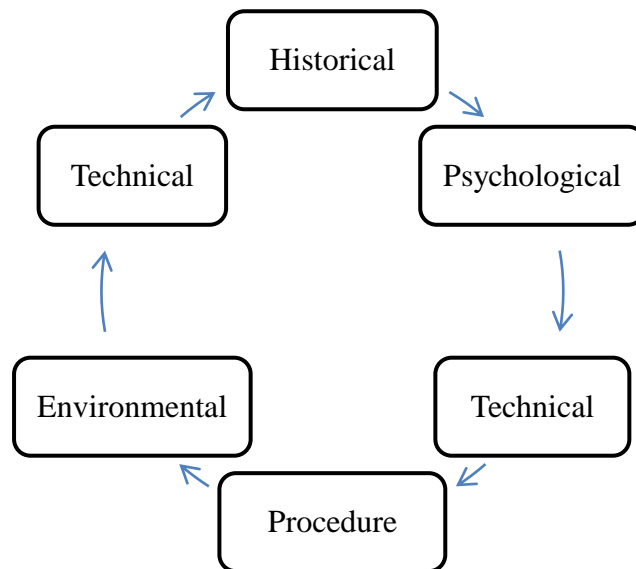 Historical
Psychological
Technical
Procedure
Environmental
Technical